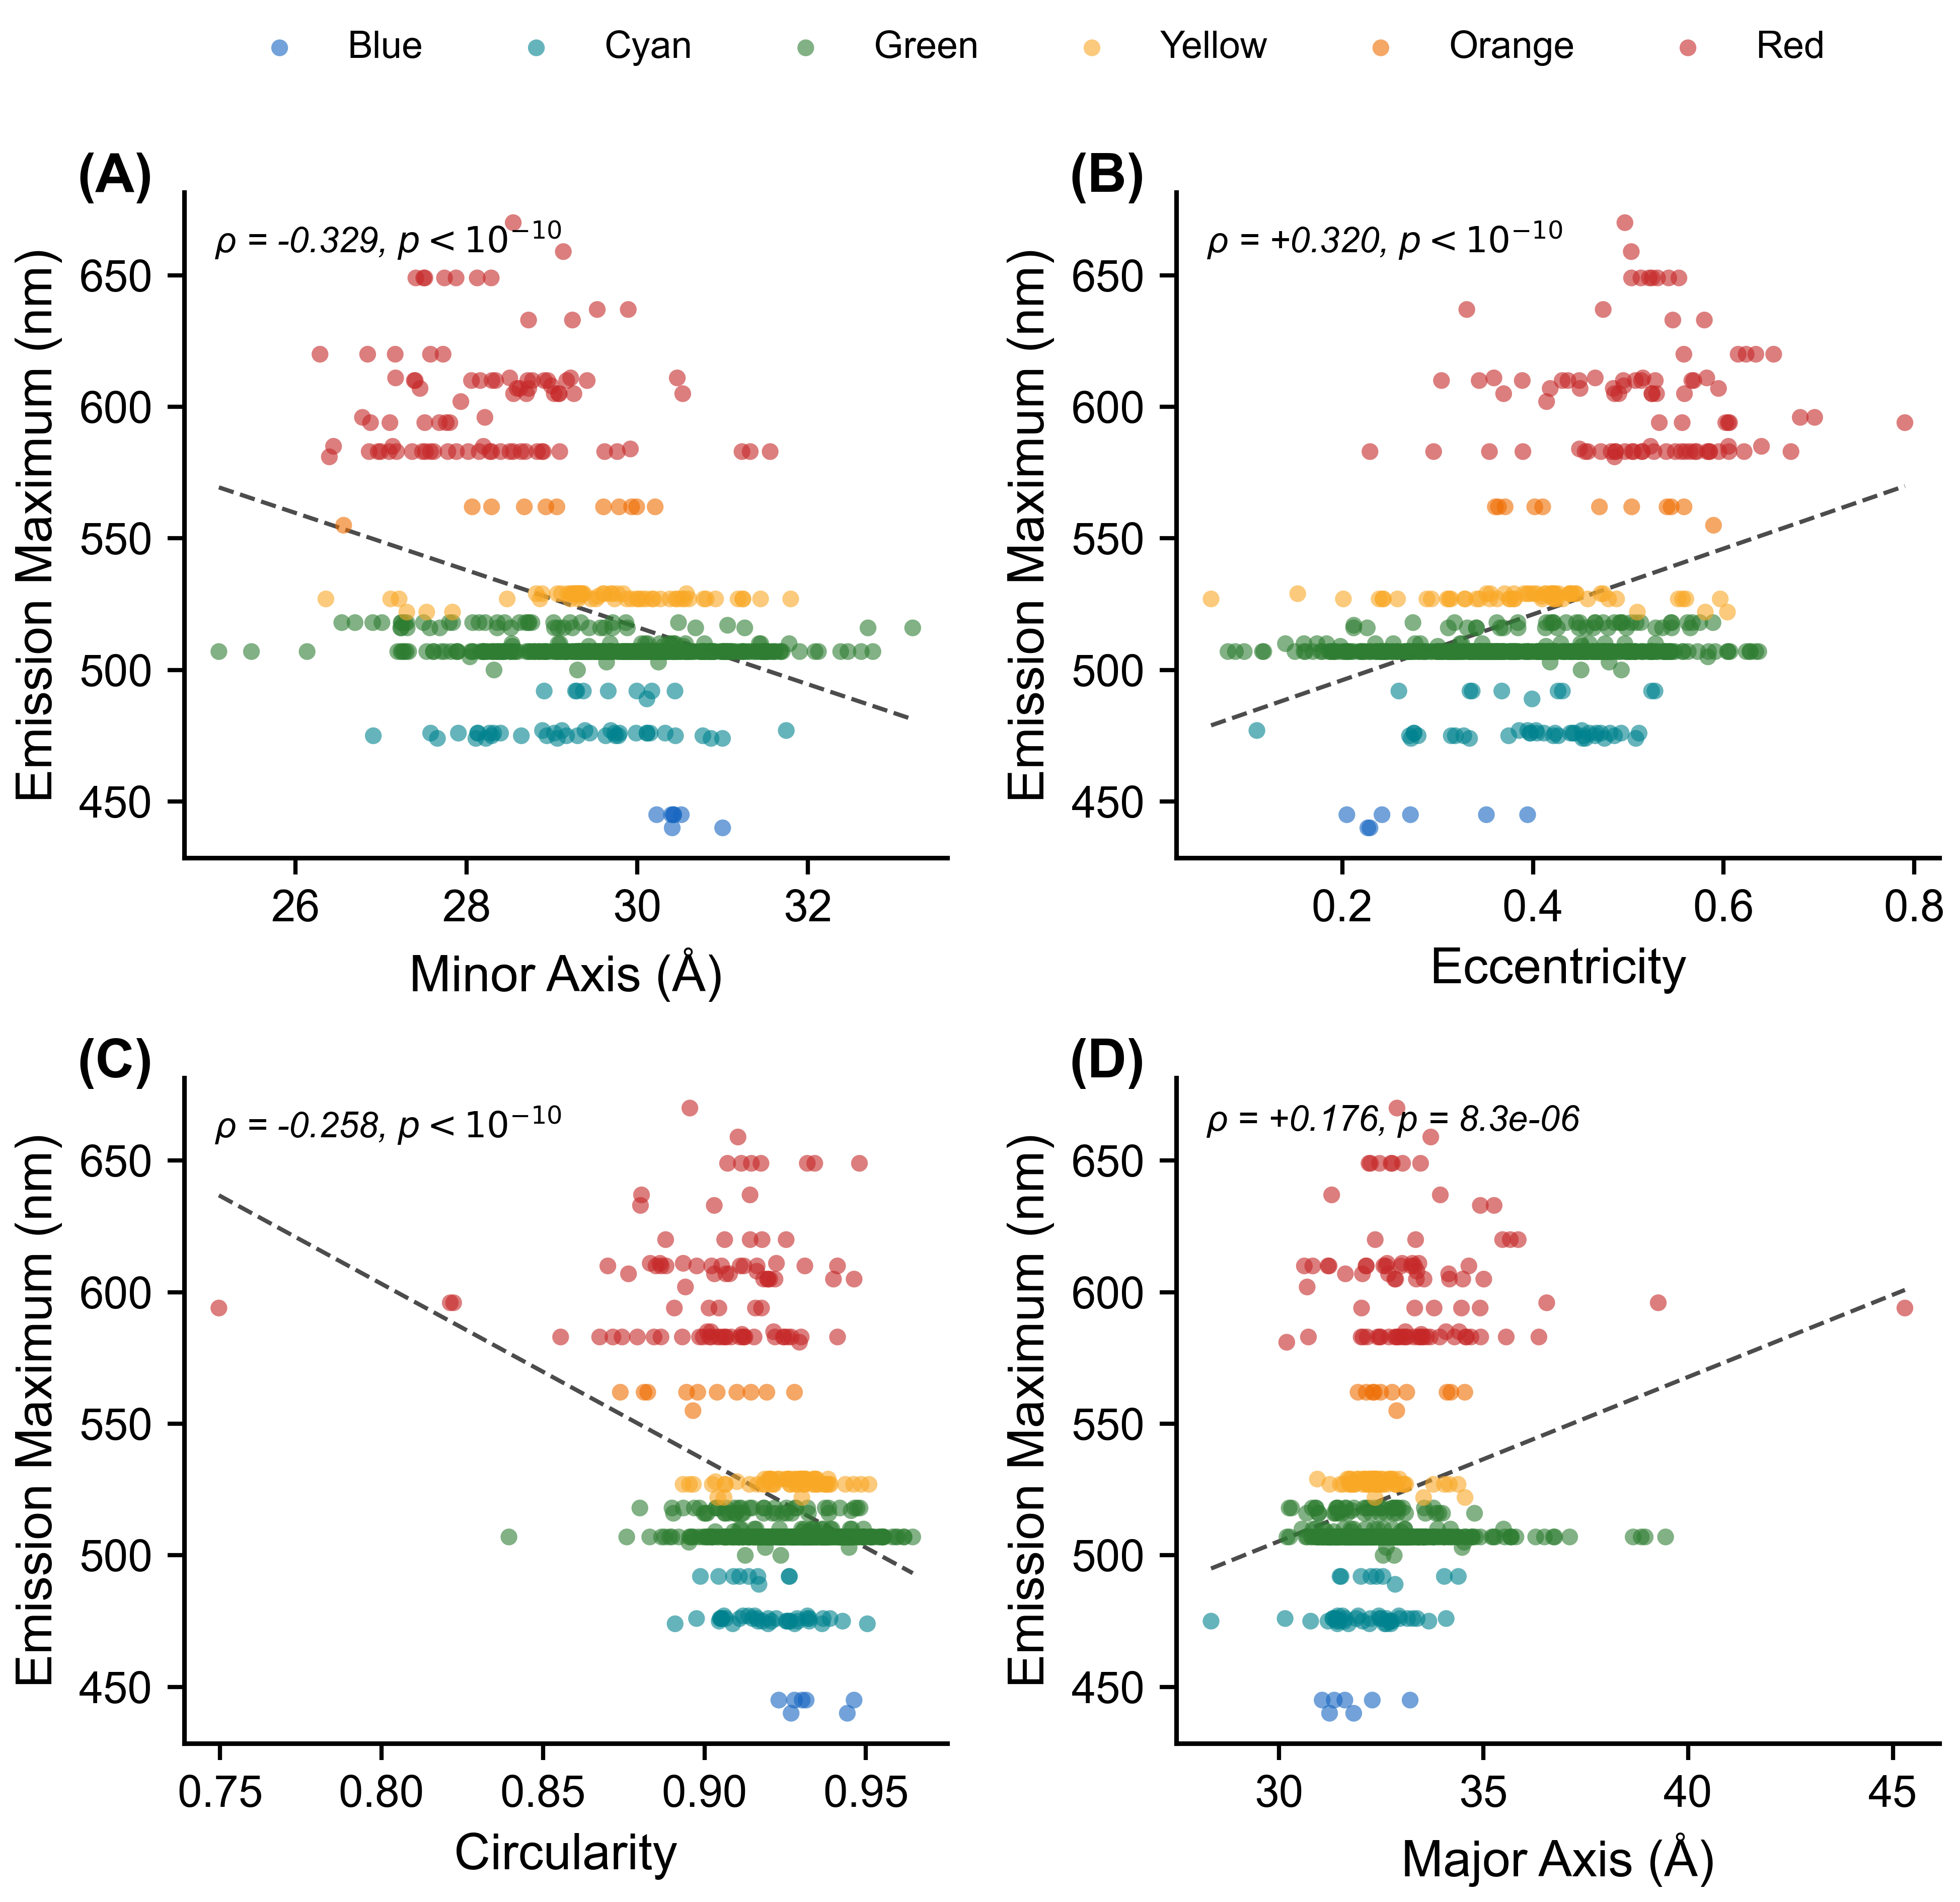 Blue Cyan Green Yellow Orange Red
(A)
ρ = -0.329, p < 10⁻¹⁰
Emission Maximum (nm)
650
600
550
500
450
26 28 30 32
Minor Axis (Å)
(B)
ρ = +0.320, p < 10⁻¹⁰
Emission Maximum (nm)
650
600
550
500
450
0.2 0.4 0.6 0.8
Eccentricity
(C)
ρ = -0.258, p < 10⁻¹⁰
Emission Maximum (nm)
650
600
550
500
450
0.75 0.80 0.85 0.90 0.95
Circularity
(D)
ρ = +0.176, p = 8.3e-06
Emission Maximum (nm)
650
600
550
500
450
30 35 40 45
Major Axis (Å)